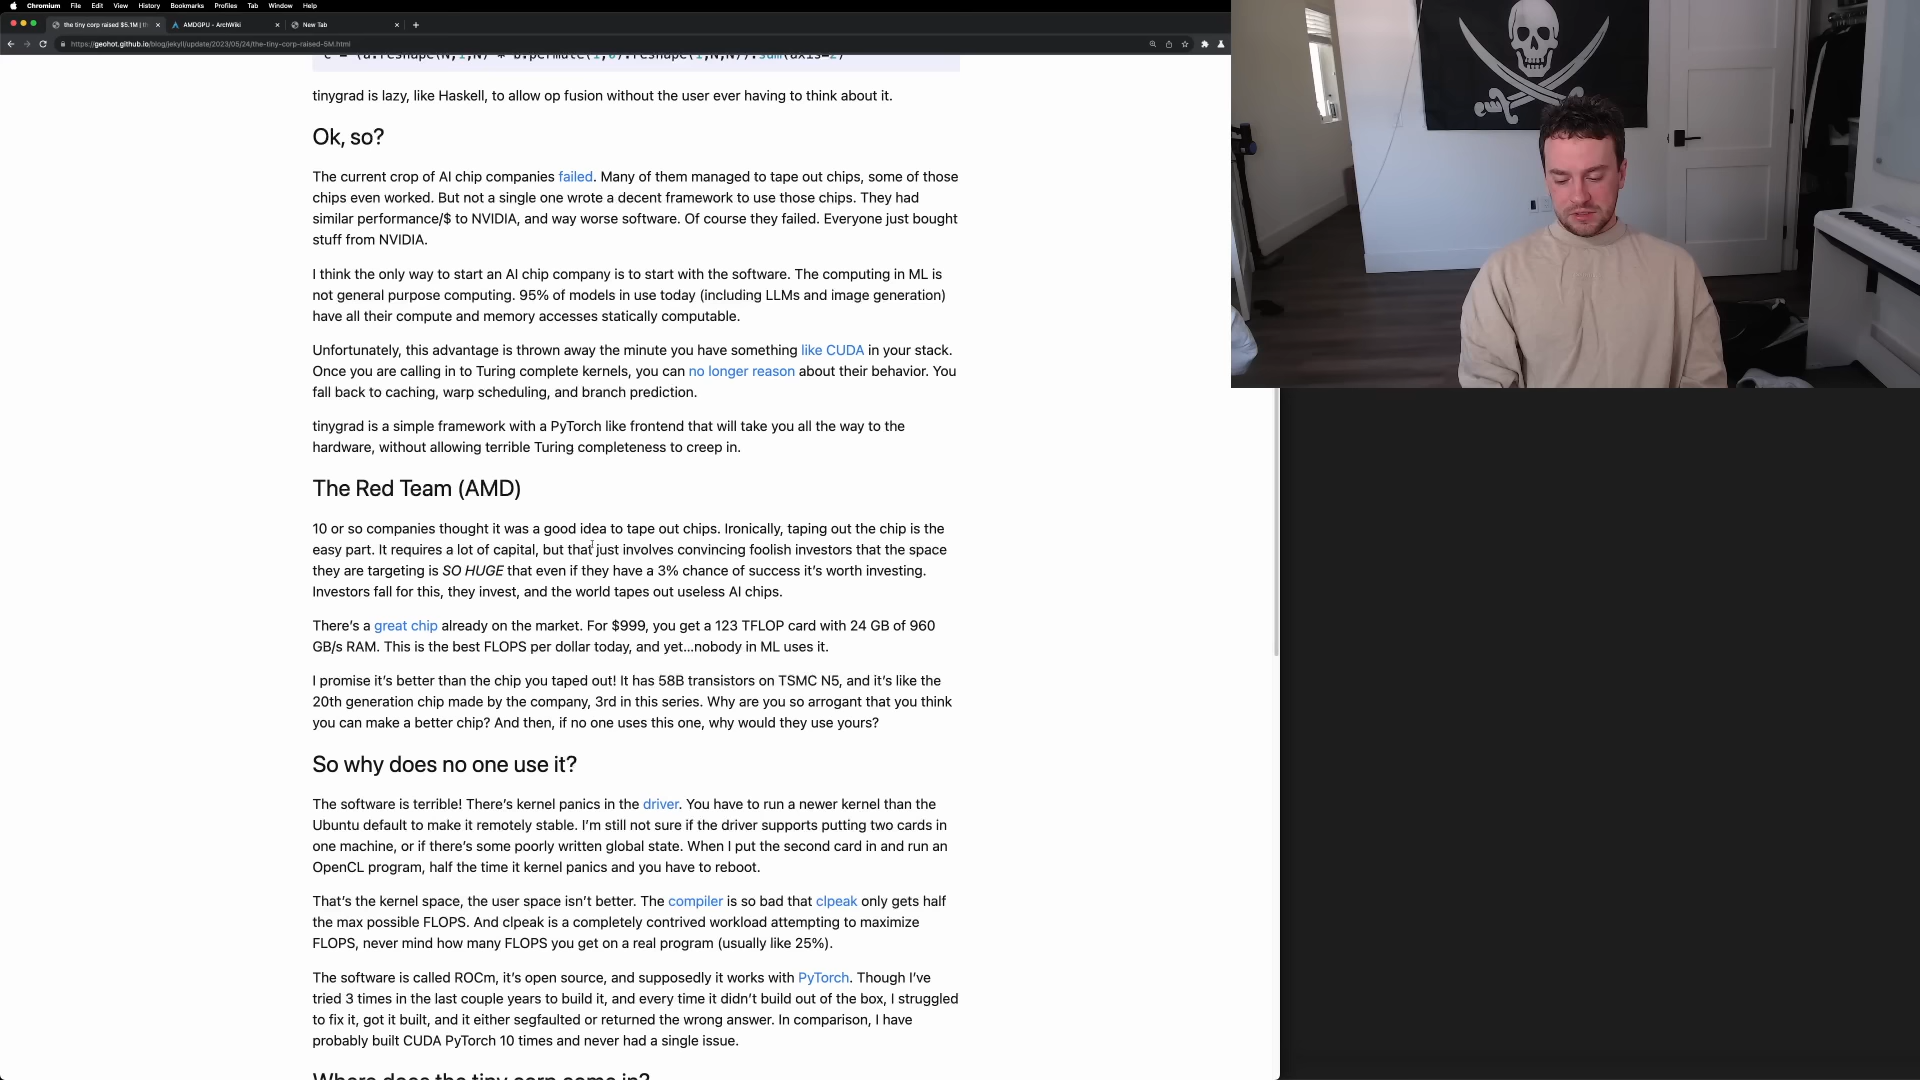 Chromium File Edit View History Bookmarks Profiles Tab Window Help
the tiny corp raised $5.1M | th
AMDGPU - ArchWiki
New Tab
https://geohot.github.io/blog/jekyll/update/2023/05/24/the-tiny-corp-raised-5M.html
tinygrad is lazy, like Haskell, to allow op fusion without the user ever having to think about it.
Ok, so?
The current crop of AI chip companies failed. Many of them managed to tape out chips, some of those
chips even worked. But not a single one wrote a decent framework to use those chips. They had
similar performance/$ to NVIDIA, and way worse software. Of course they failed. Everyone just bought
stuff from NVIDIA.
I think the only way to start an AI chip company is to start with the software. The computing in ML is
not general purpose computing. 95% of models in use today (including LLMs and image generation)
have all their compute and memory accesses statically computable.
Unfortunately, this advantage is thrown away the minute you have something like CUDA in your stack.
Once you are calling in to Turing complete kernels, you can no longer reason about their behavior. You
fall back to caching, warp scheduling, and branch prediction.
tinygrad is a simple framework with a PyTorch like frontend that will take you all the way to the
hardware, without allowing terrible Turing completeness to creep in.
The Red Team (AMD)
10 or so companies thought it was a good idea to tape out chips. Ironically, taping out the chip is the
easy part. It requires a lot of capital, but that just involves convincing foolish investors that the space
they are targeting is SO HUGE that even if they have a 3% chance of success it's worth investing.
Investors fall for this, they invest, and the world tapes out useless AI chips.
There's a great chip already on the market. For $999, you get a 123 TFLOP card with 24 GB of 960
GB/s RAM. This is the best FLOPS per dollar today, and yet...nobody in ML uses it.
I promise it's better than the chip you taped out! It has 58B transistors on TSMC N5, and it's like the
20th generation chip made by the company, 3rd in this series. Why are you so arrogant that you think
you can make a better chip? And then, if no one uses this one, why would they use yours?
So why does no one use it?
The software is terrible! There's kernel panics in the driver. You have to run a newer kernel than the
Ubuntu default to make it remotely stable. I'm still not sure if the driver supports putting two cards in
one machine, or if there's some poorly written global state. When I put the second card in and run an
OpenCL program, half the time it kernel panics and you have to reboot.
That's the kernel space, the user space isn't better. The compiler is so bad that clpeak only gets half
the max possible FLOPS. And clpeak is a completely contrived workload attempting to maximize
FLOPS, never mind how many FLOPS you get on a real program (usually like 25%).
The software is called ROCm, it's open source, and supposedly it works with PyTorch. Though I've
tried 3 times in the last couple years to build it, and every time it didn't build out of the box, I struggled
to fix it, got it built, and it either segfaulted or returned the wrong answer. In comparison, I have
probably built CUDA PyTorch 10 times and never had a single issue.
Where does the tiny corp come in?